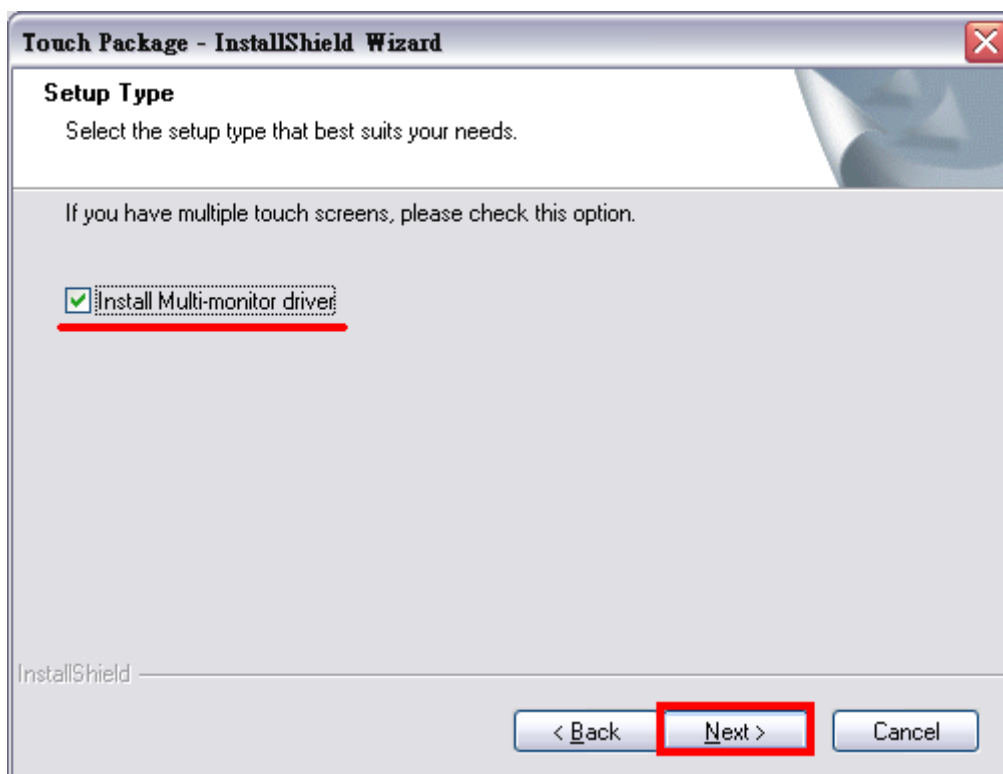 Touch Package - InstallShield Wizard
Setup Type
Select the setup type that best suits your needs.
If you have multiple touch screens, please check this option.
Install Multi-monitor driver
InstallShield
< Back Next > Cancel